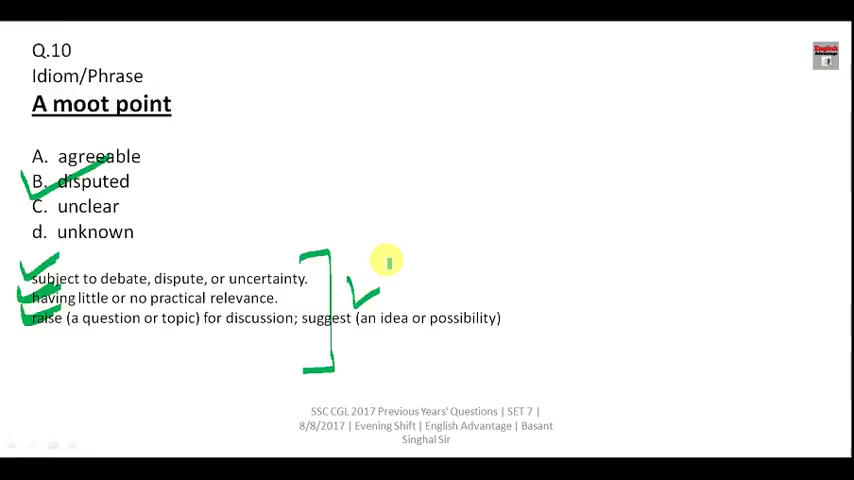 Q.10
English
Advantage
Idiom/Phrase
A moot point
A. agreeable
B. disputed
C. unclear
d. unknown
subject to debate, dispute, or uncertainty.
having little or no practical relevance.
raise (a question or topic) for discussion; suggest (an idea or possibility)
SSC CGL 2017 Previous Years' Questions | SET 7 |
8/8/2017 | Evening Shift | English Advantage | Basant
Singhal Sir